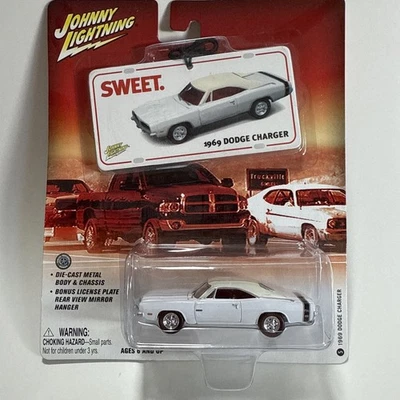 JOHNNY
LIGHTNING
SWEET.
1969 DODGE CHARGER
Truckville
• DIE-CAST METAL
BODY & CHASSIS
• BONUS LICENSE PLATE
REAR VIEW MIRROR
HANGER
WARNING:
CHOKING HAZARD—Small parts.
Not for children under 3 yrs.
AGES 8 AND UP
1969 DODGE CHARGER